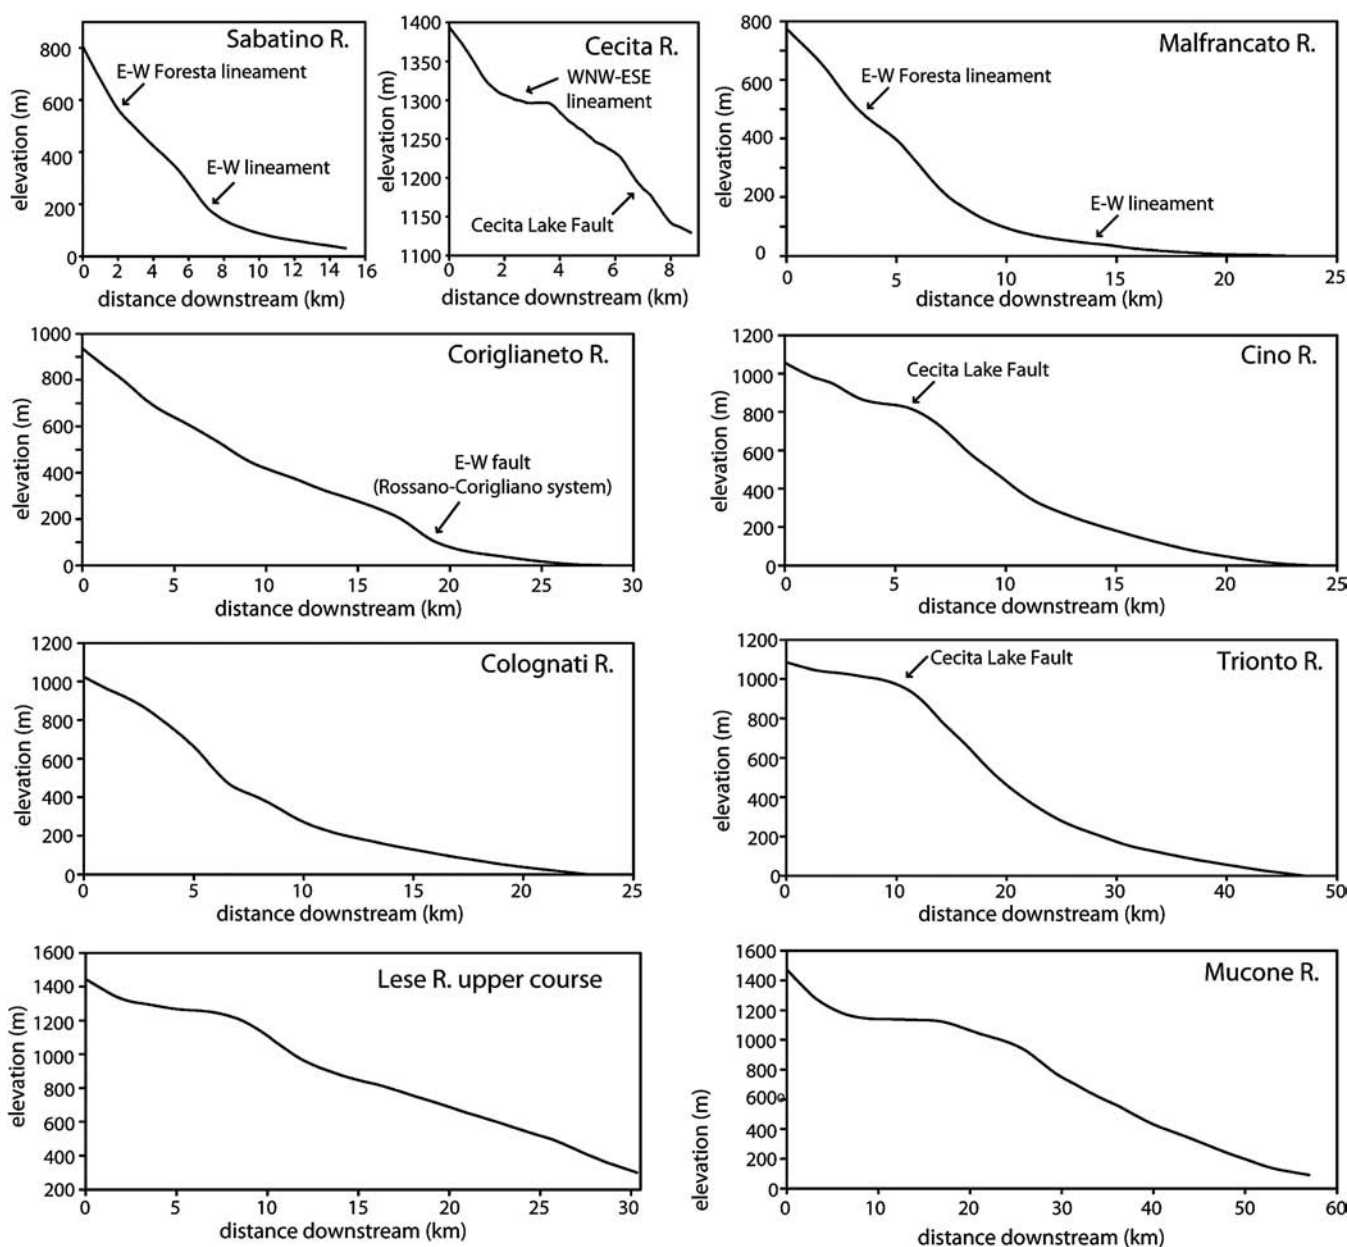 Sabatino R.
E-W Foresta lineament
E-W lineament
elevation (m)
800
600
400
200
0
0 2 4 6 8 10 12 14 16
distance downstream (km)
Cecita R.
WNW-ESE
lineament
Cecita Lake Fault
elevation (m)
1400
1300
1400
1200
1150
1100
0 2 4 6 8
distance downstream (km)
Malfrancato R.
E-W Foresta lineament
E-W lineament
elevation (m)
800
600
400
200
0
0 5 10 15 20 25
distance downstream (km)
Coriglianeto R.
E-W fault
(Rossano-Corigliano system)
elevation (m)
1000
800
600
400
200
0
0 5 10 15 20 25 30
distance downstream (km)
Cino R.
Cecita Lake Fault
elevation (m)
1200
1000
800
600
400
200
0
0 5 10 15 20 25
distance downstream (km)
Colognati R.
elevation (m)
1200
1000
800
600
400
200
0
0 5 10 15 20 25
distance downstream (km)
Trionto R.
Cecita Lake Fault
elevation (m)
1200
1000
800
600
400
200
0
0 10 20 30 40 50
distance downstream (km)
Lese R. upper course
elevation (m)
1600
1400
1200
1000
800
600
400
200
0 5 10 15 20 25 30
distance downstream (km)
Mucone R.
elevation (m)
1600
1400
1200
1000
800
600
400
200
0
0 10 20 30 40 50 60
distance downstream (km)